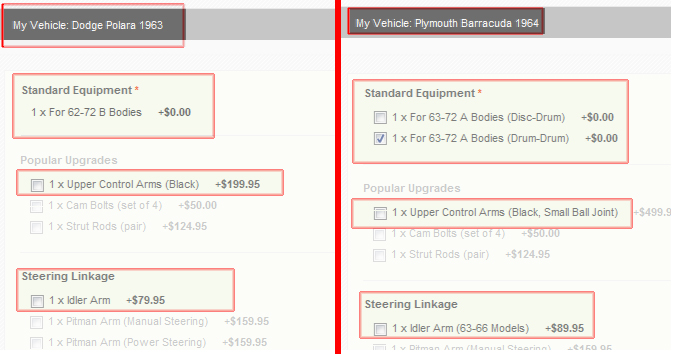 My Vehicle: Dodge Polara 1963
Standard Equipment *
1 x For 62-72 B Bodies +$0.00
Popular Upgrades
1 x Upper Control Arms (Black) +$199.95
1 x Cam Bolts (set of 4) +$50.00
1 x Strut Rods (pair) +$124.95
Steering Linkage
1 x Idler Arm +$79.95
1 x Pitman Arm (Manual Steering) +$159.95
1 x Pitman Arm (Power Steering) +$159.95
My Vehicle: Plymouth Barracuda 1964
Standard Equipment *
1 x For 63-72 A Bodies (Disc-Drum) +$0.00
1 x For 63-72 A Bodies (Drum-Drum) +$0.00
Popular Upgrades
1 x Upper Control Arms (Black, Small Ball Joint) +$499.9
1 x Cam Bolts (set of 4) +$50.00
1 x Strut Rods (pair) +$124.95
Steering Linkage
1 x Idler Arm (63-66 Models) +$89.95
1 x Pitman Arm (Manual Steering) +$159.95